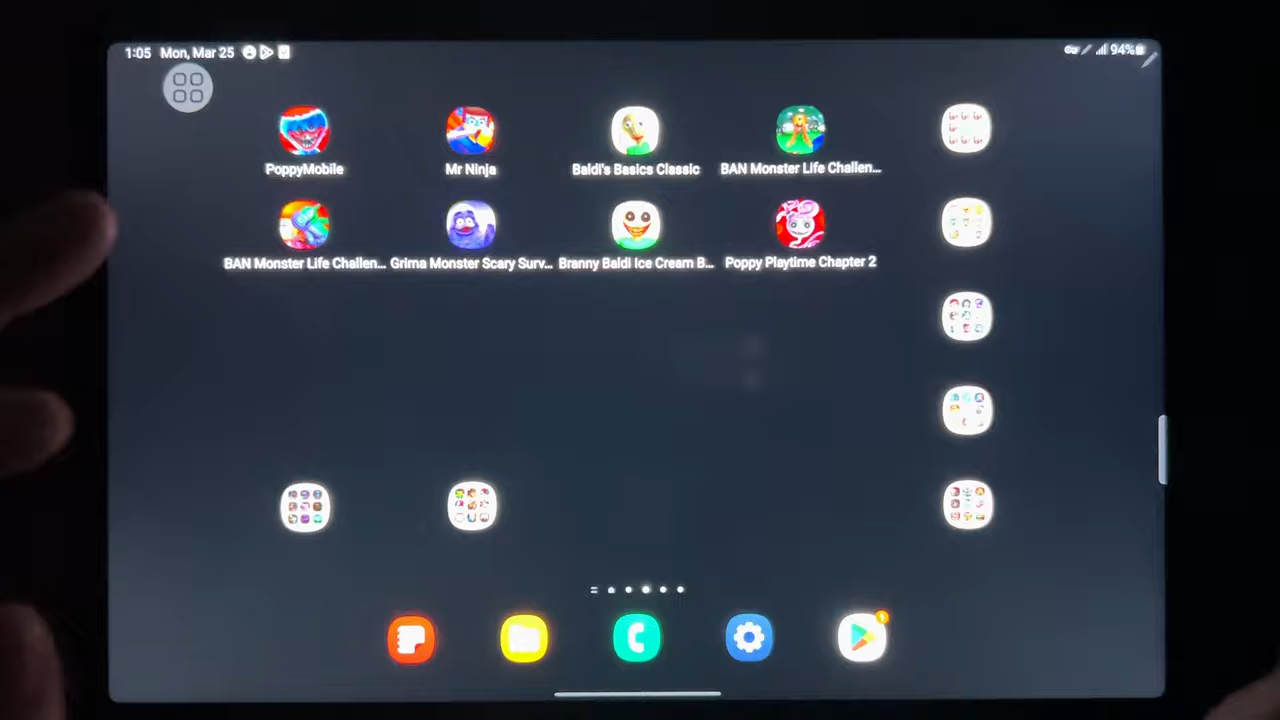 1:05 Mon, Mar 25
94%
PoppyMobile
Mr Ninja
Baldi's Basics Classic
BAN Monster Life Challen...
BAN Monster Life Challen...
Grima Monster Scary Surv...
Branny Baldi Ice Cream B...
Poppy Playtime Chapter 2
1